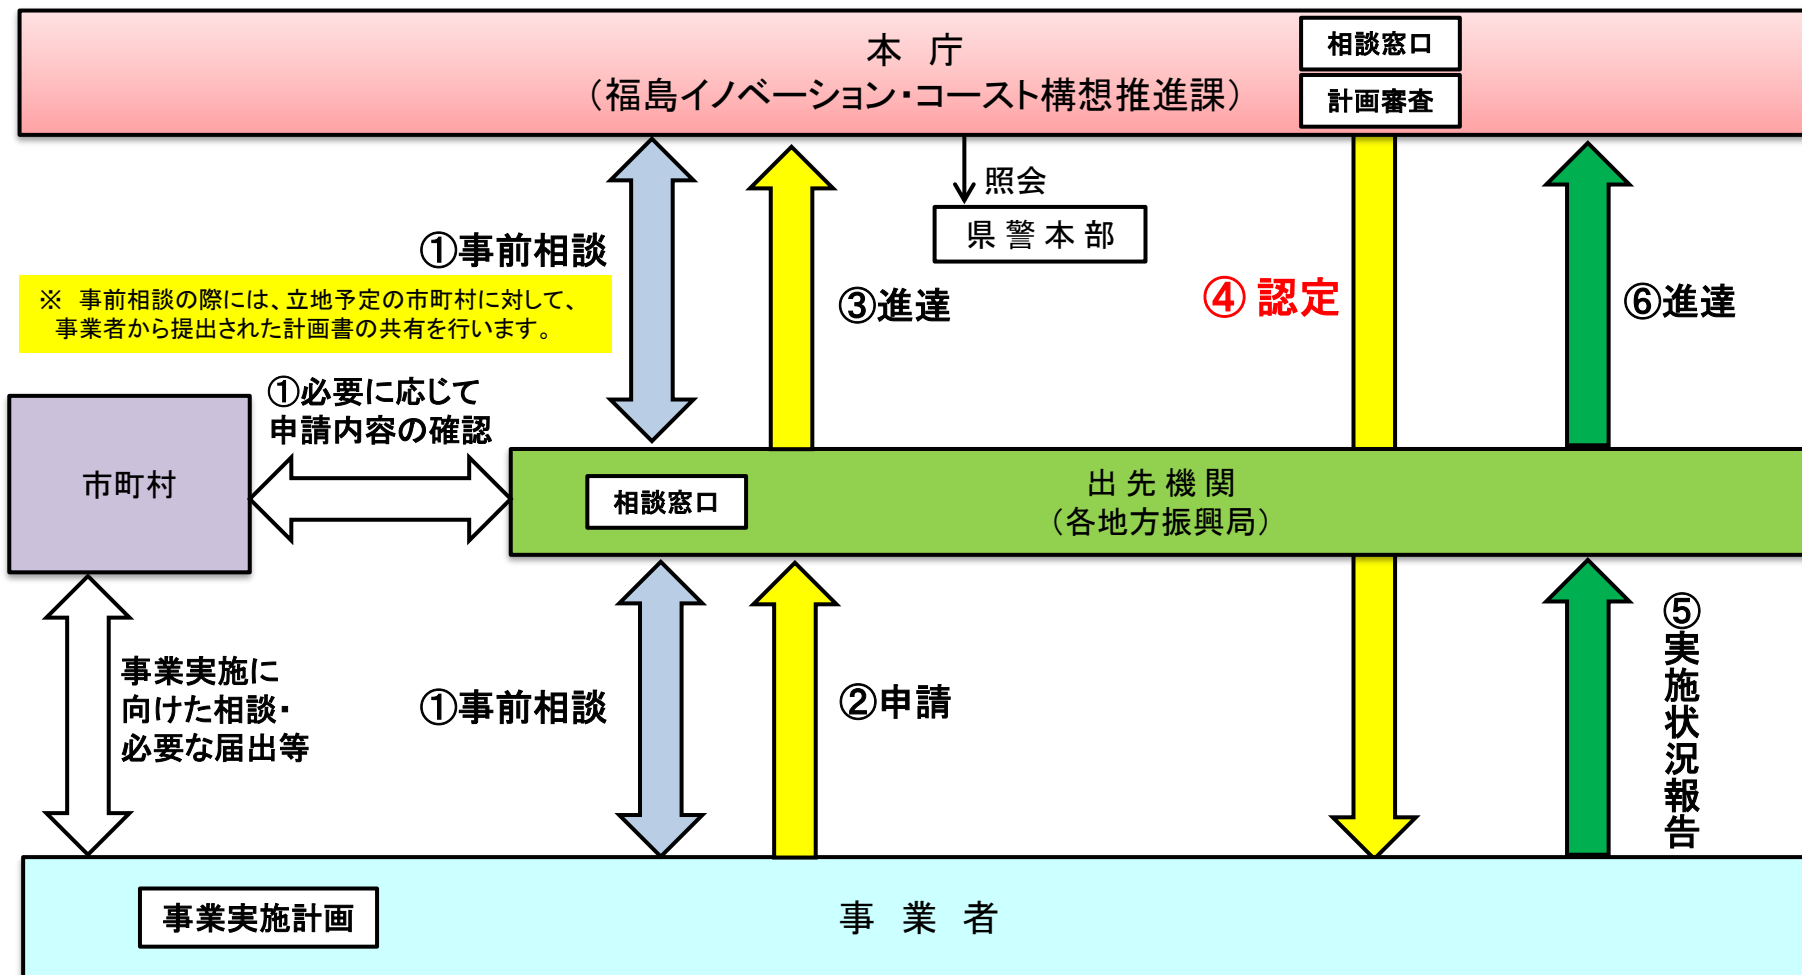 本　庁
（福島イノベーション・コースト構想推進課）
相談窓口
計画審査
照会
県 警 本 部
①事前相談
※　事前相談の際には、立地予定の市町村に対して、
事業者から提出された計画書の共有を行います。
③進達
④ 認定
⑥進達
①必要に応じて
申請内容の確認
市町村
相談窓口
出 先 機 関
（各地方振興局）
事業実施に
向けた相談・
必要な届出等
①事前相談
②申請
⑤実施状況報告
事業実施計画
事　業　者